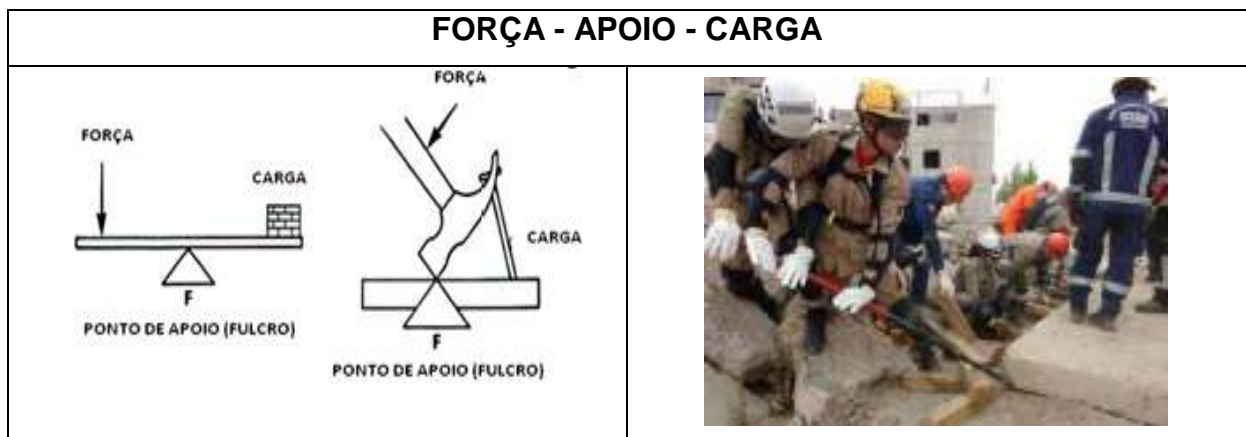 FORÇA - APOIO - CARGA
FORÇA
CARGA
F
PONTO DE APOIO (FULCRO)
FORÇA
CARGA
F
PONTO DE APOIO (FULCRO)